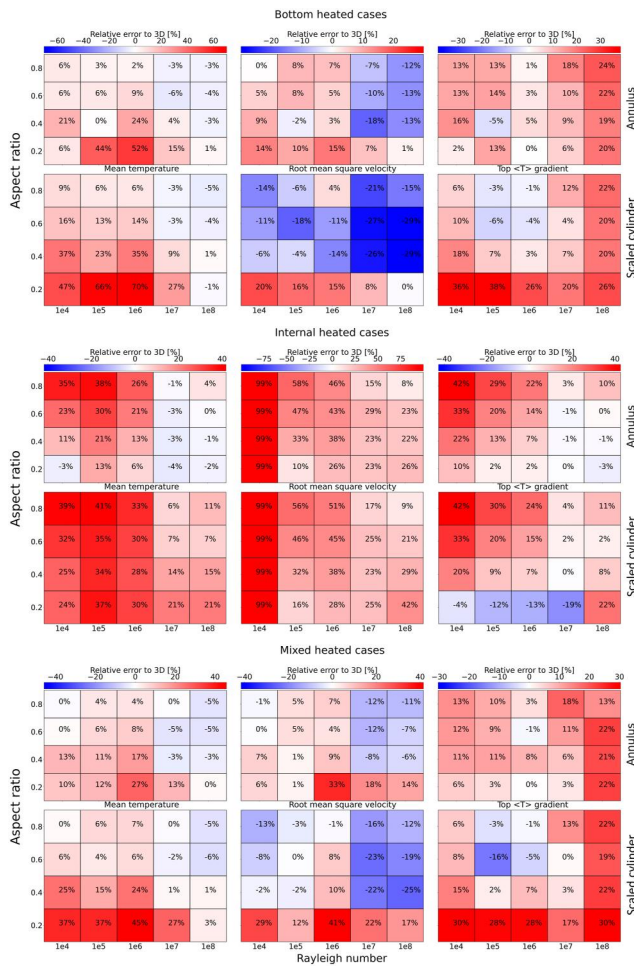 Bottom heated cases
Relative error to 3D [%] Relative error to 3D [%] Relative error to 3D [%]
−60 −40 −20 0 20 40 60 −20 −10 0 10 20 −30 −20 −10 0 10 20 30
0.8 6% 3% 2% -3% -3% 0% 8% 7% -7% -12% 13% 13% 1% 18% 24%
0.6 6% 6% 9% -6% -4% 5% 8% 5% -10% -13% 13% 14% 3% 10% 22%
0.4 21% 0% 24% 4% -3% 9% -2% 3% -18% -13% 16% -5% 5% 9% 19%
0.2 6% 44% 52% 15% 1% 14% 10% 15% 7% 1% 2% 13% 0% 6% 20%
Annulus
Aspect ratio
Mean temperature Root mean square velocity Top <T> gradient
0.8 9% 6% 6% -3% -5% -14% -6% 4% -21% -15% 6% -3% -1% 12% 22%
0.6 16% 13% 14% -3% -4% -11% -18% -11% -27% 10% -6% -4% 4% 20%
0.4 37% 23% 35% 9% 1% -6% -4% -14% -26% 18% 7% 3% 7% 20%
0.2 47% 66% 70% 27% -1% 20% 16% 15% 8% 0% 38% 38% 26% 20% 26%
Scaled cylinder
1e4 1e5 1e6 1e7 1e8 1e4 1e5 1e6 1e7 1e8 1e4 1e5 1e6 1e7 1e8
Internal heated cases
Relative error to 3D [%] Relative error to 3D [%] Relative error to 3D [%]
−40 −20 0 20 40 −75 −50 −25 0 25 50 75 −40 −20 0 20 40
0.8 35% 38% 26% -1% 4% 99% 58% 46% 15% 8% 42% 29% 22% 3% 10%
0.6 23% 30% 21% -3% 0% 99% 47% 43% 29% 23% 33% 20% 14% -1% 0%
0.4 11% 21% 13% -3% -1% 99% 33% 38% 23% 22% 22% 13% 7% -1% -1%
0.2 -3% 13% 6% -4% -2% 99% 10% 26% 23% 26% 10% 2% 2% 0% -3%
Annulus
Aspect ratio
Mean temperature Root mean square velocity Top <T> gradient
0.8 39% 41% 33% 6% 11% 99% 56% 51% 17% 9% 42% 30% 24% 4% 11%
0.6 32% 35% 30% 7% 7% 99% 46% 45% 25% 21% 33% 20% 15% 2% 2%
0.4 25% 34% 28% 14% 15% 99% 32% 38% 23% 29% 20% 9% 7% 0% 8%
0.2 24% 37% 30% 21% 21% 99% 16% 28% 25% 42% -4% -12% -13% -19% 22%
Scaled cylinder
1e4 1e5 1e6 1e7 1e8 1e4 1e5 1e6 1e7 1e8 1e4 1e5 1e6 1e7 1e8
Mixed heated cases
Relative error to 3D [%] Relative error to 3D [%] Relative error to 3D [%]
−40 −20 0 20 40 −40 −20 0 20 40 −30 −20 −10 0 10 20 30
0.8 0% 4% 4% 0% -5% -1% 5% 7% -12% -11% 13% 10% 3% 18% 13%
0.6 0% 6% 8% -5% -5% 0% 5% 4% -12% -7% 12% 9% -1% 11% 22%
0.4 13% 11% 17% -3% -3% 7% 1% 9% -8% -6% 11% 11% 8% 6% 21%
0.2 10% 12% 27% 13% 0% 6% 1% 33% 18% 14% 6% 3% 0% 3% 22%
Annulus
Aspect ratio
Mean temperature Root mean square velocity Top <T> gradient
0.8 0% 6% 7% 0% -5% -13% -3% -1% -16% -12% 6% -3% -1% 13% 22%
0.6 6% 4% 6% -2% -6% -8% 0% 8% -23% -19% 8% -16% -5% 0% 19%
0.4 25% 15% 24% 1% 1% -2% -2% 10% -22% -25% 15% 2% 7% 3% 22%
0.2 37% 37% 45% 27% 3% 29% 12% 41% 22% 17% 30% 28% 28% 17% 30%
Scaled cylinder
1e4 1e5 1e6 1e7 1e8 1e4 1e5 1e6 1e7 1e8 1e4 1e5 1e6 1e7 1e8
Rayleigh number